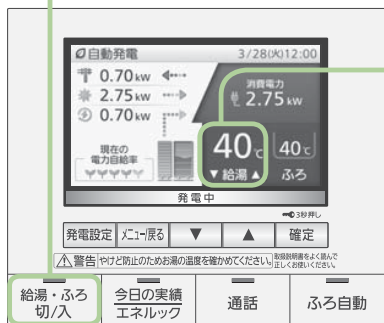 自動発電 3/28(火)12:00
0.70kw
2.75kw
0.70kw
消費電力
2.75kw
現在の
電力自給率
40℃
▼給湯▲
40℃
ふろ
発電中
3秒押し
発電設定 メニュー/戻る ▼ ▲ 確定
警告 やけど防止のためお湯の温度を確かめてください。
取扱説明書をよく読んで
正しくお使いください。
給湯・ふろ
切/入
今日の実績
エネルック
通話
ふろ自動